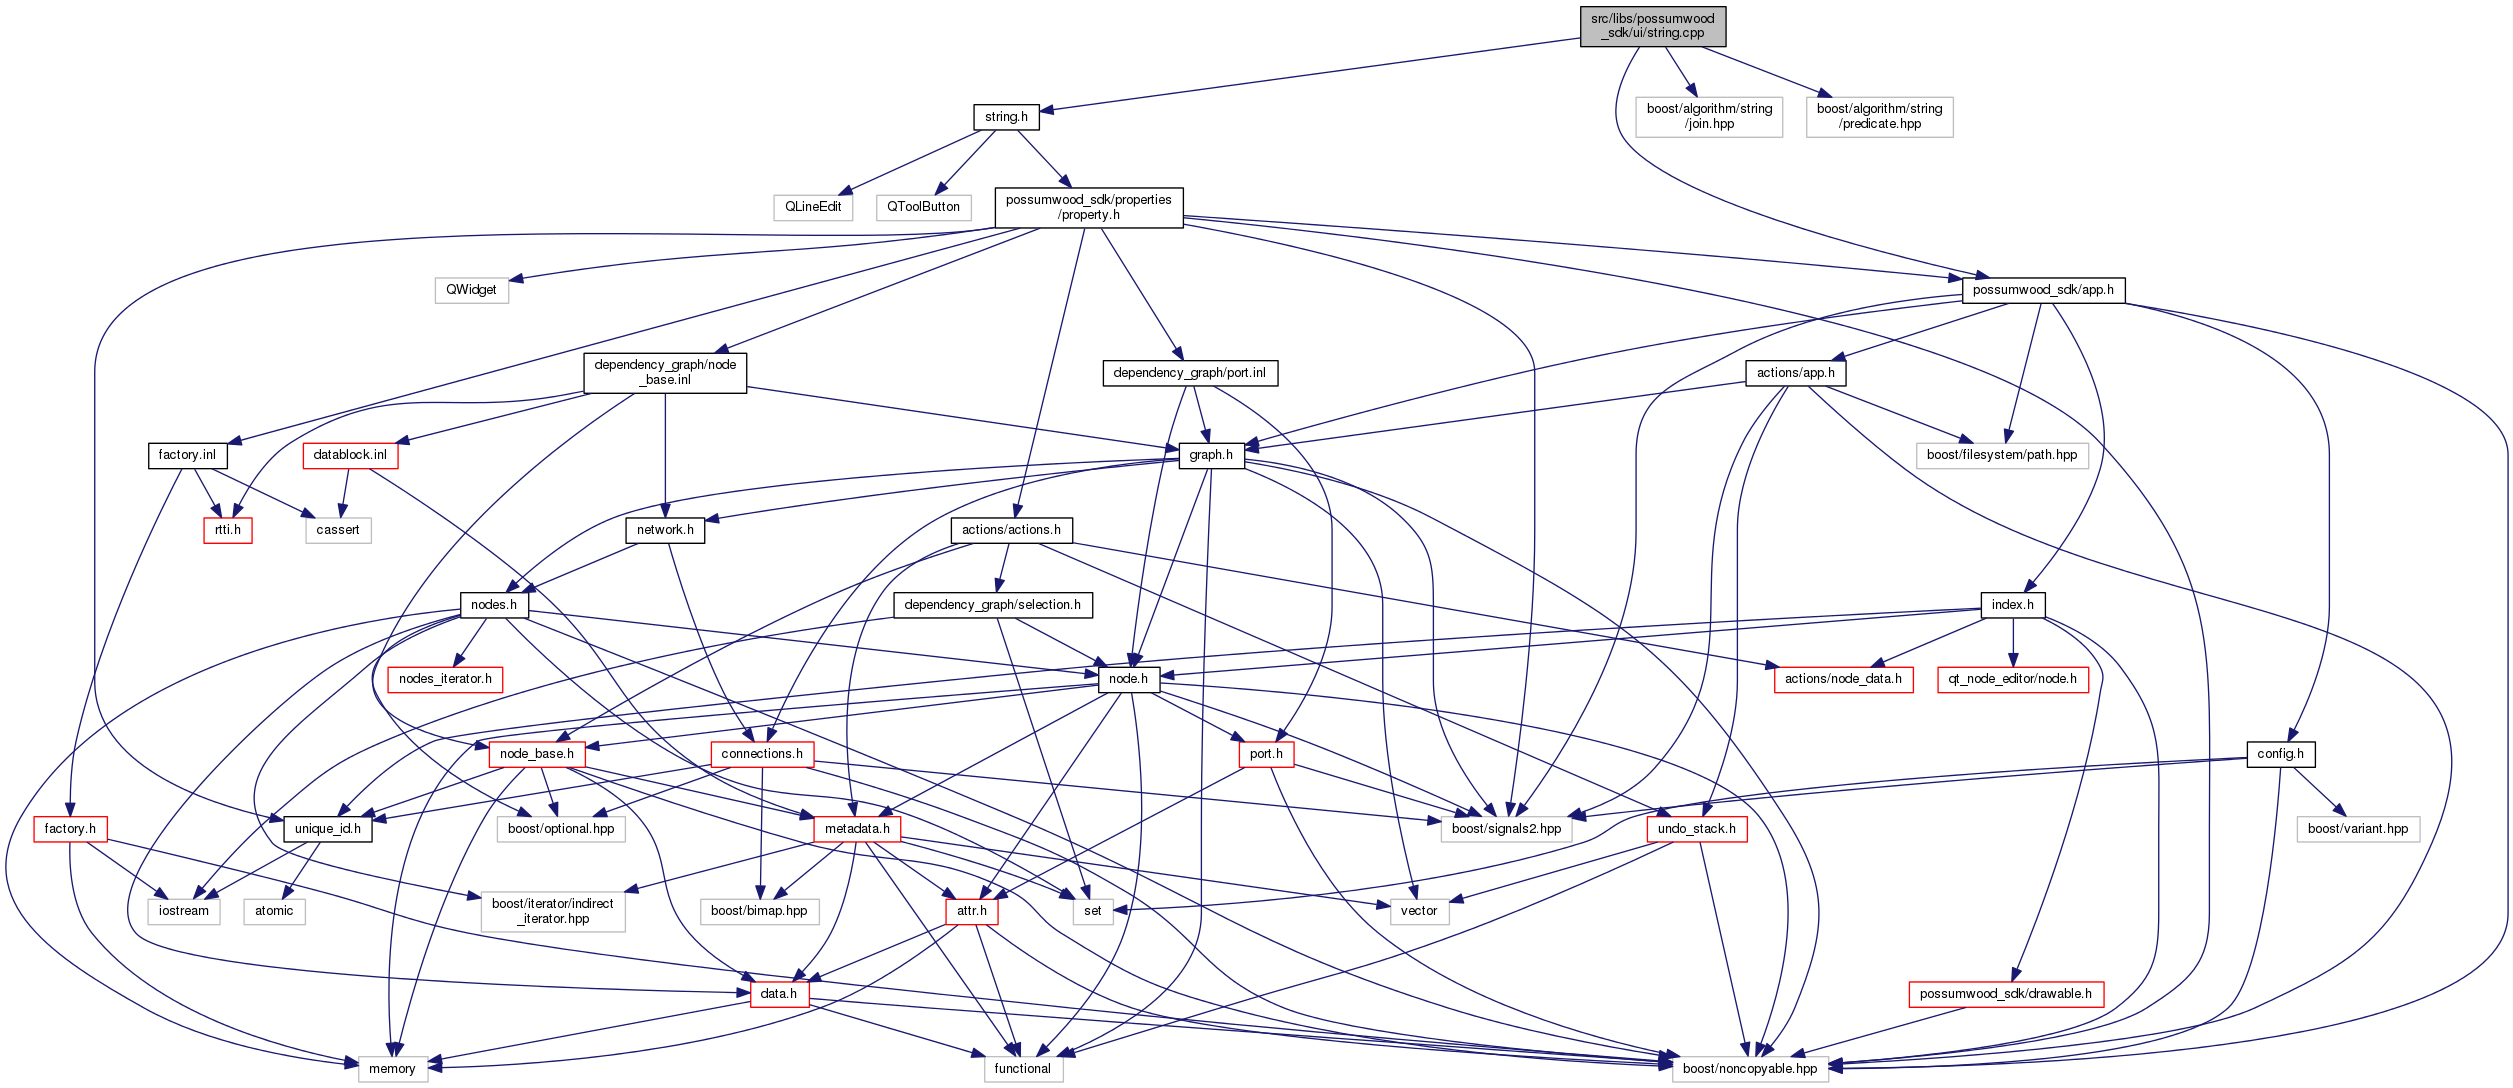 src/libs/possumwood
_sdk/ui/string.cpp
string.h
boost/algorithm/string
/join.hpp
boost/algorithm/string
/predicate.hpp
QLineEdit
QToolButton
possumwood_sdk/properties
/property.h
QWidget
possumwood_sdk/app.h
dependency_graph/node
_base.inl
dependency_graph/port.inl
actions/app.h
factory.inl
datablock.inl
graph.h
boost/filesystem/path.hpp
rtti.h
cassert
network.h
actions/actions.h
nodes.h
dependency_graph/selection.h
index.h
nodes_iterator.h
node.h
actions/node_data.h
qt_node_editor/node.h
node_base.h
connections.h
port.h
config.h
factory.h
unique_id.h
boost/optional.hpp
metadata.h
boost/signals2.hpp
undo_stack.h
boost/variant.hpp
iostream
atomic
boost/iterator/indirect
_iterator.hpp
boost/bimap.hpp
attr.h
set
vector
data.h
possumwood_sdk/drawable.h
memory
functional
boost/noncopyable.hpp